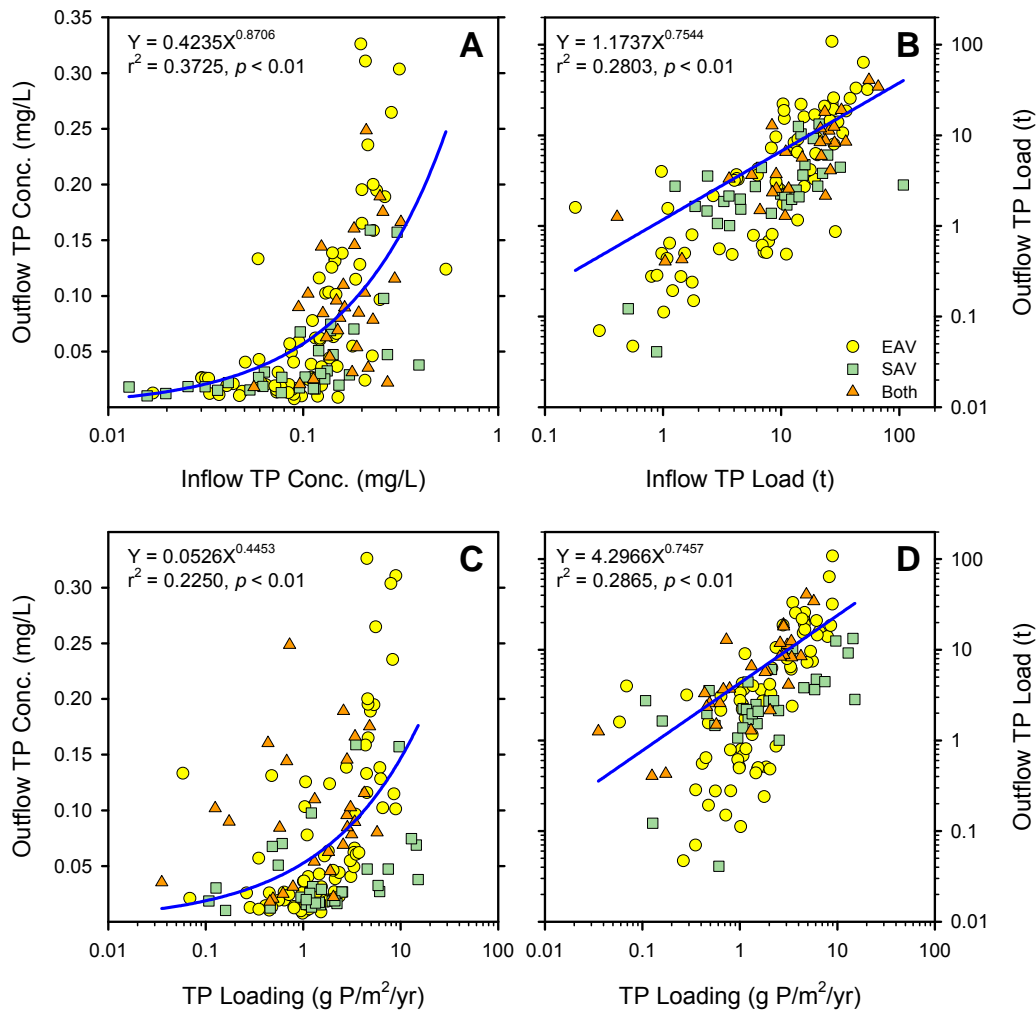 Y = 0.4235X^0.8706
r² = 0.3725, p < 0.01
A
0.35
0.30
0.25
0.20
0.15
0.10
0.05
Outflow TP Conc. (mg/L)
0.01
0.1
1
Inflow TP Conc. (mg/L)
Y = 1.1737X^0.7544
r² = 0.2803, p < 0.01
B
EAV
SAV
Both
100
10
1
0.1
0.01
Outflow TP Load (t)
0.1
1
10
100
Inflow TP Load (t)
Y = 0.0526X^0.4453
r² = 0.2250, p < 0.01
C
0.30
0.25
0.20
0.15
0.10
0.05
Outflow TP Conc. (mg/L)
0.01
0.1
1
10
100
TP Loading (g P/m²/yr)
Y = 4.2966X^0.7457
r² = 0.2865, p < 0.01
D
100
10
1
0.1
0.01
Outflow TP Load (t)
0.01
0.1
1
10
100
TP Loading (g P/m²/yr)